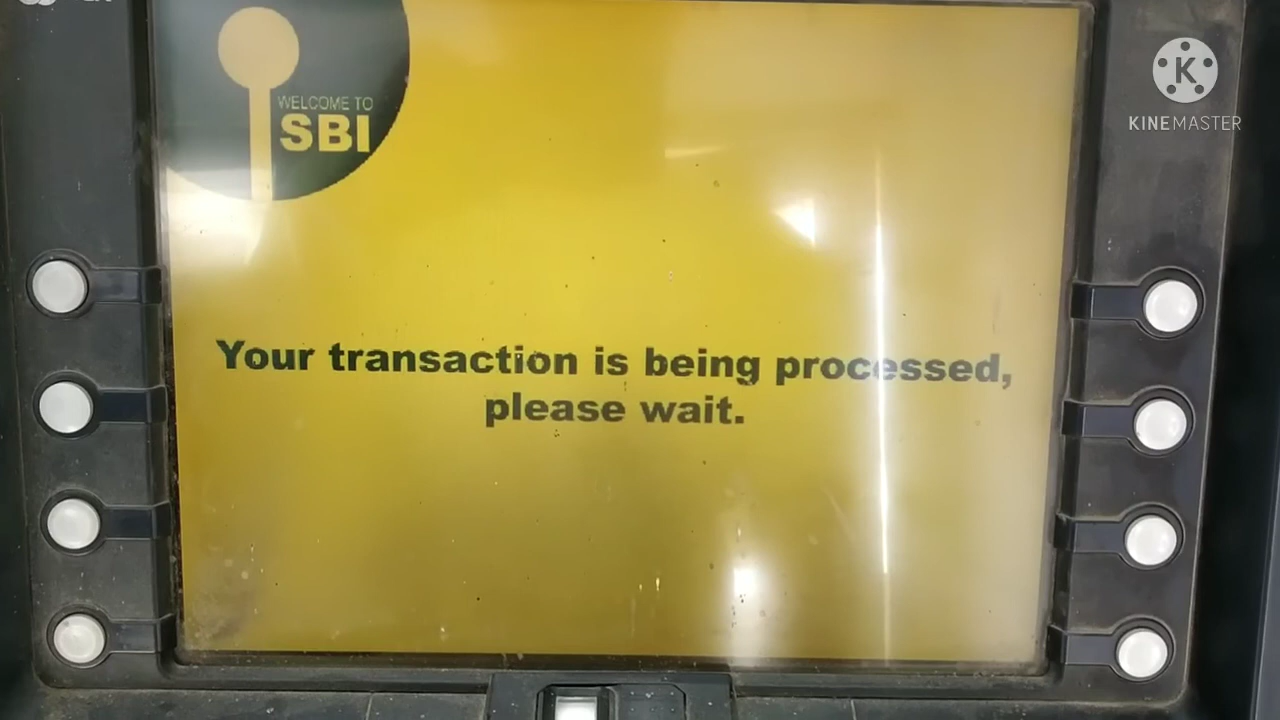 WELCOME TO
SBI
K
KINEMASTER
Your transaction is being processed,
please wait.